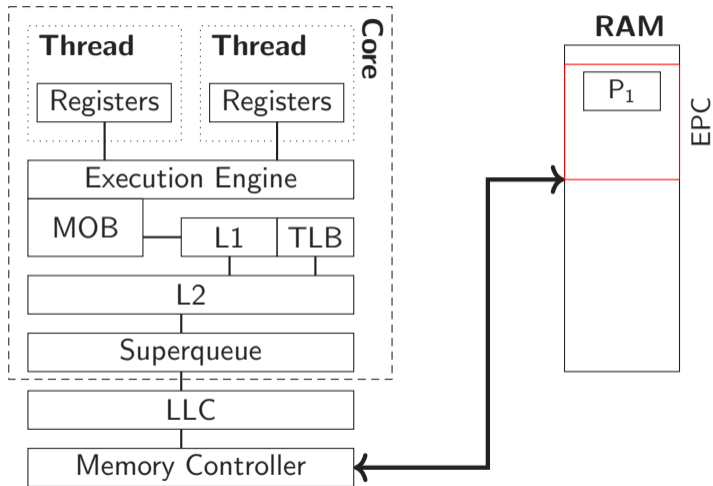 Thread
Thread
Core
Registers
Registers
Execution Engine
MOB
L1
TLB
L2
Superqueue
LLC
Memory Controller
RAM
P₁
EPC